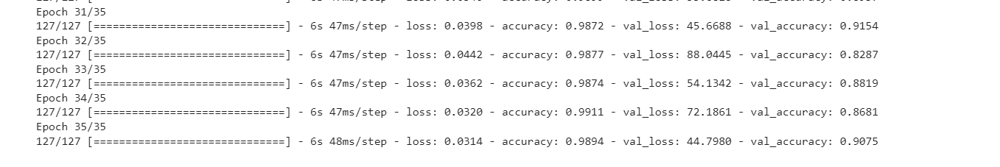 Epoch 31/35
127/127 [==============================] - 6s 47ms/step - loss: 0.0398 - accuracy: 0.9872 - val_loss: 45.6688 - val_accuracy: 0.9154
Epoch 32/35
127/127 [==============================] - 6s 47ms/step - loss: 0.0442 - accuracy: 0.9877 - val_loss: 88.0445 - val_accuracy: 0.8287
Epoch 33/35
127/127 [==============================] - 6s 47ms/step - loss: 0.0362 - accuracy: 0.9874 - val_loss: 54.1342 - val_accuracy: 0.8819
Epoch 34/35
127/127 [==============================] - 6s 47ms/step - loss: 0.0320 - accuracy: 0.9911 - val_loss: 72.1861 - val_accuracy: 0.8681
Epoch 35/35
127/127 [==============================] - 6s 48ms/step - loss: 0.0314 - accuracy: 0.9894 - val_loss: 44.7980 - val_accuracy: 0.9075